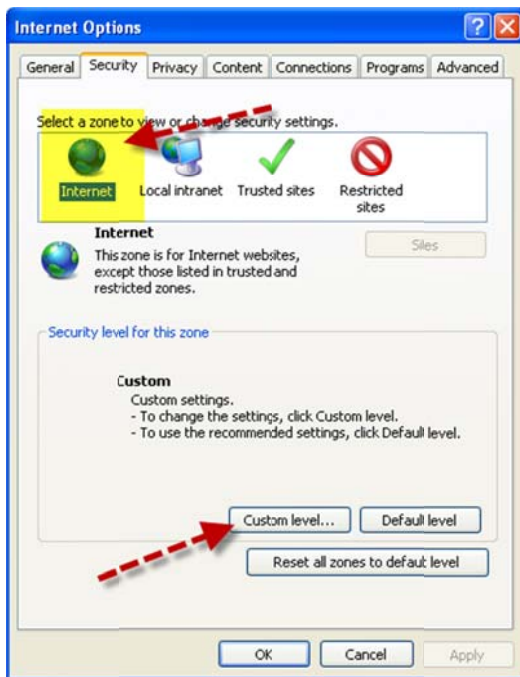 Internet Options
General Security Privacy Content Connections Programs Advanced
Select a zone to view or change security settings.
Internet Local intranet Trusted sites Restricted
sites
Internet
This zone is for Internet websites,
except those listed in trusted and
restricted zones.
Sites
Security level for this zone
Custom
Custom settings.
- To change the settings, click Custom level.
- To use the recommended settings, click Default level.
Custom level... Default level
Reset all zones to default level
OK Cancel Apply